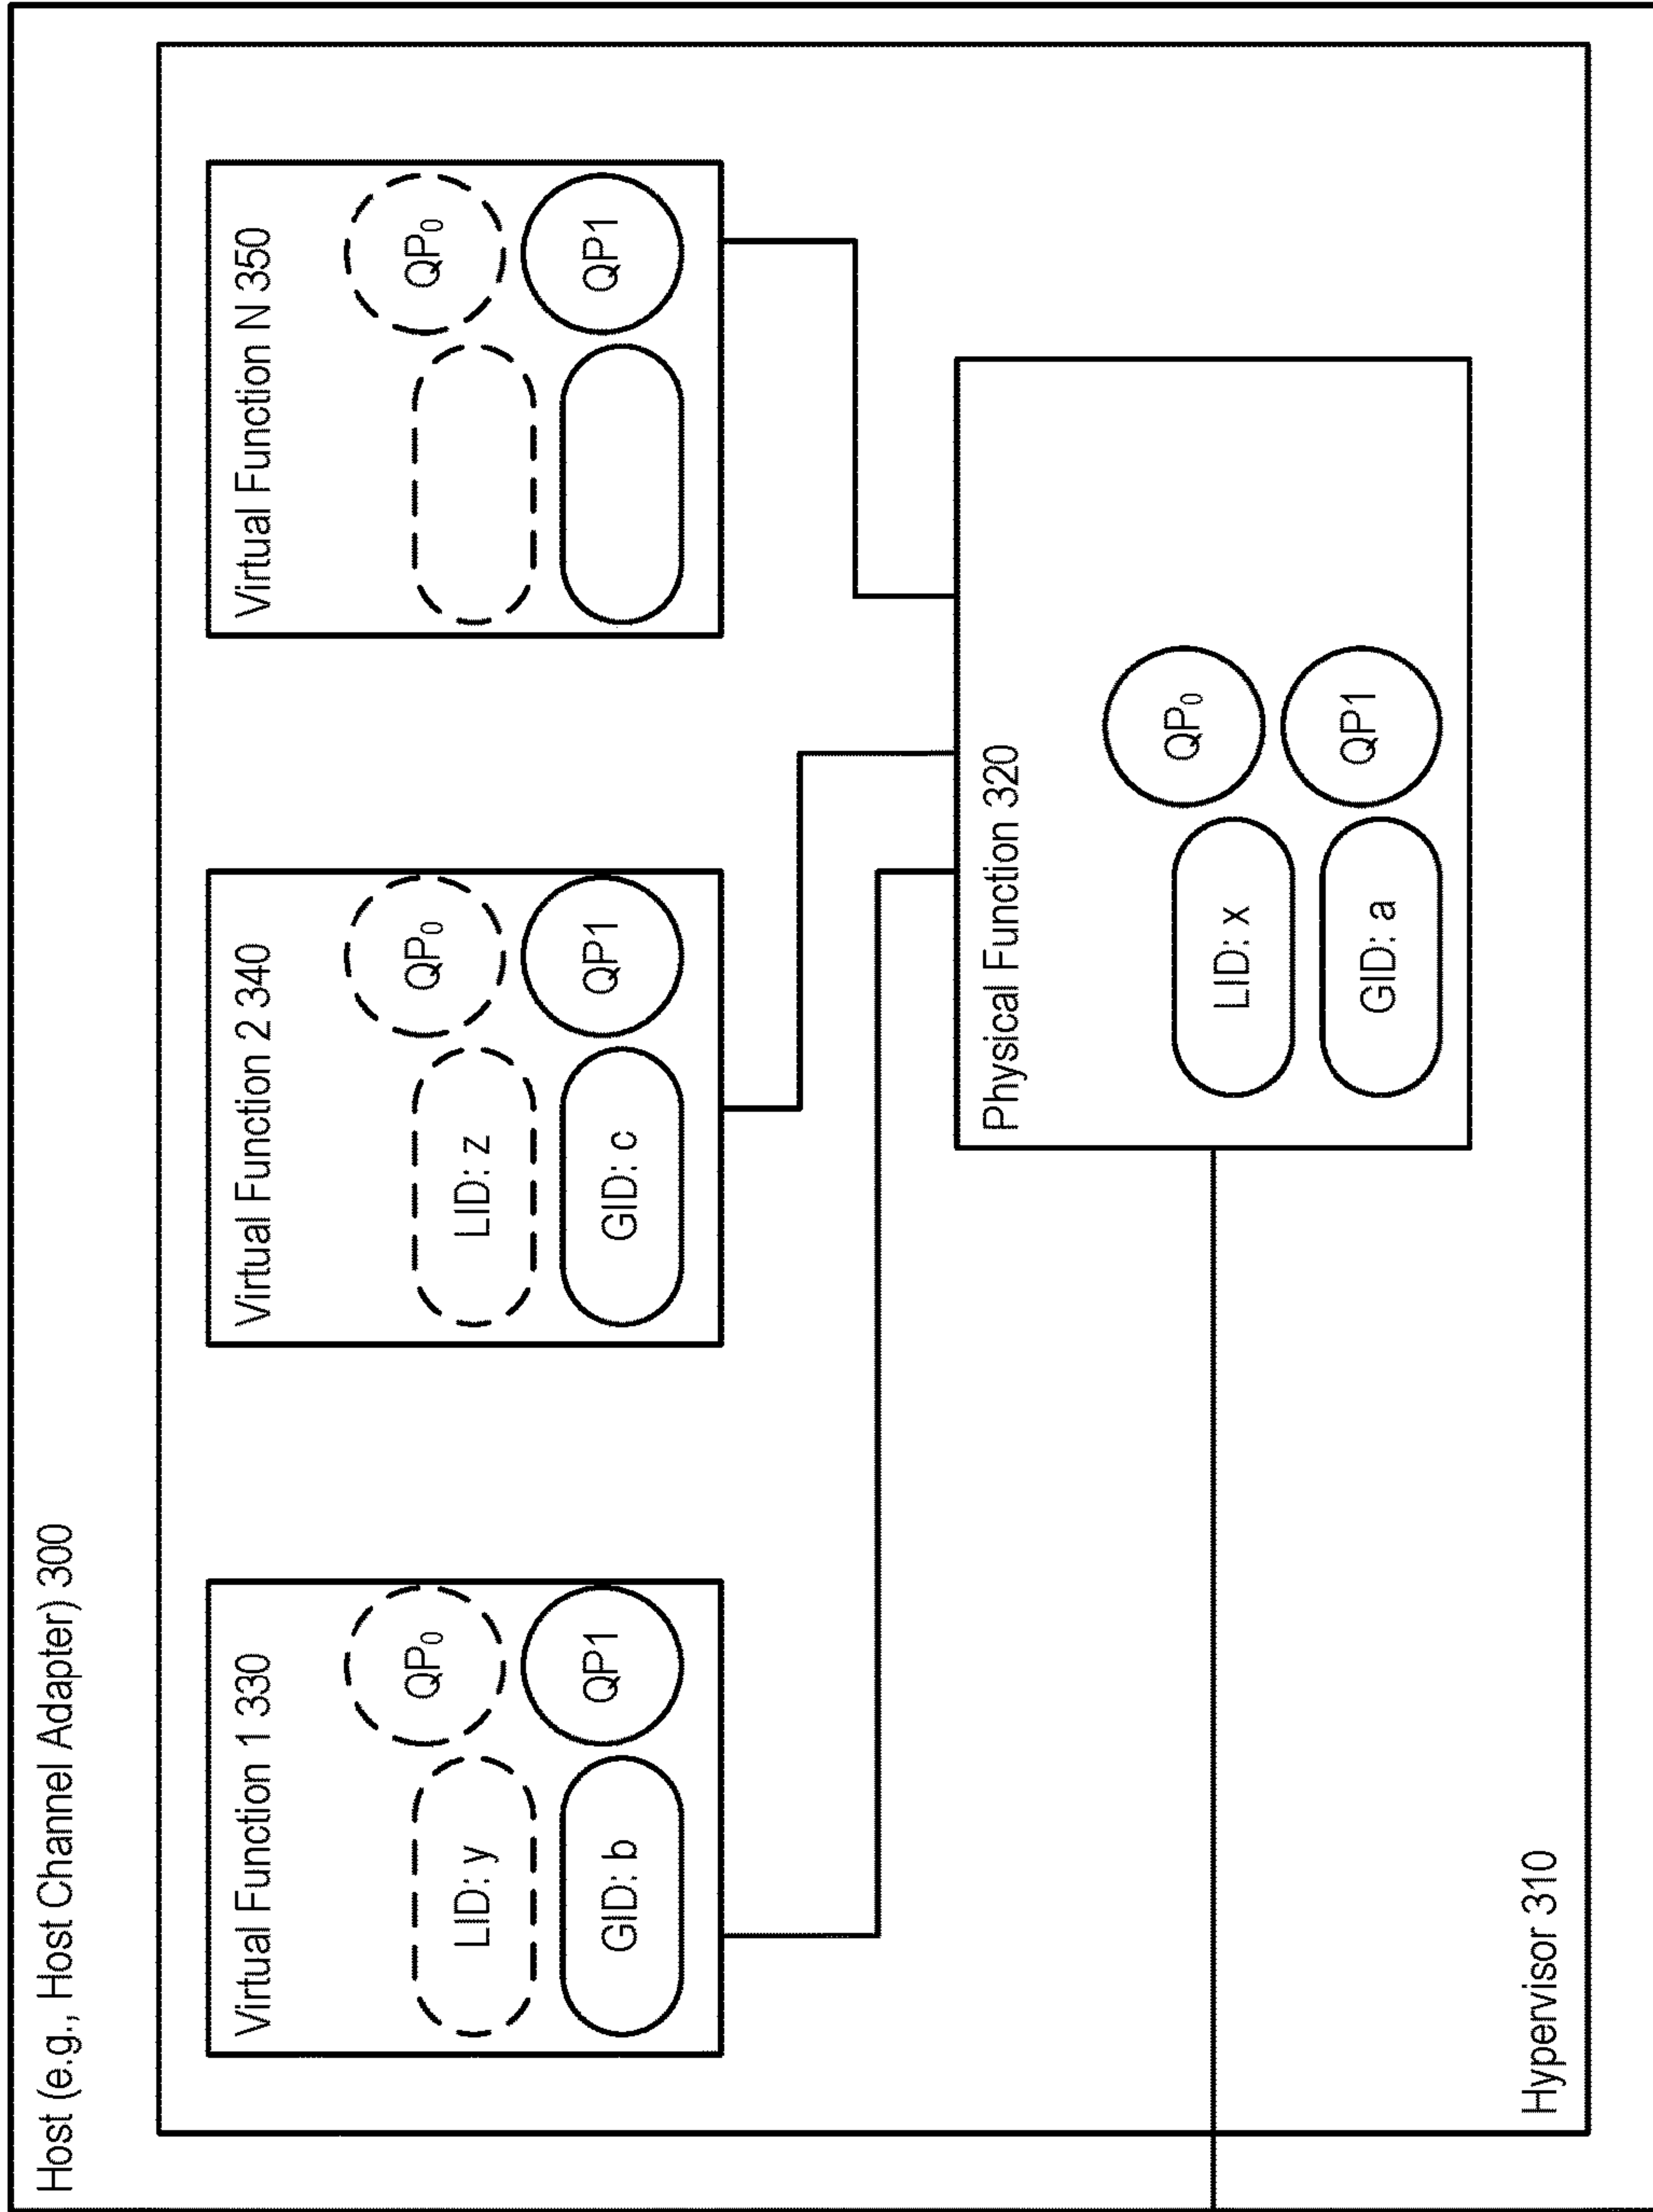 Host (e.g., Host Channel Adapter) 300
Virtual Function 1 330
LID: y
QP₀
GID: b
QP1
Virtual Function 2 340
LID: z
QP₀
GID: c
QP1
Virtual Function N 350
QP₀
QP1
Physical Function 320
LID: x
QP₀
GID: a
QP1
Hypervisor 310